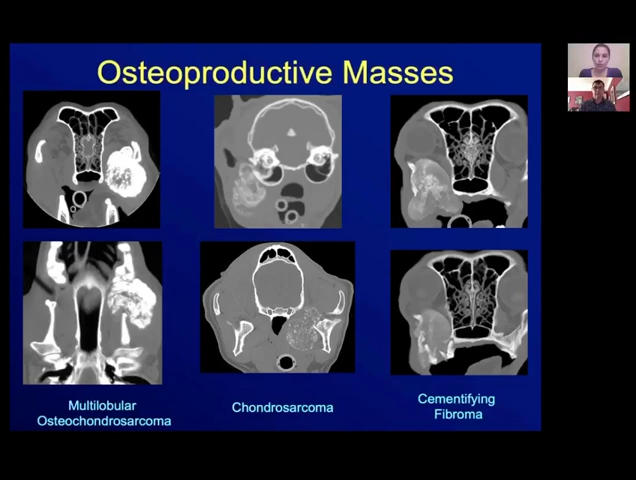 Osteoproductive Masses
Multilobular
Osteochondrosarcoma
Chondrosarcoma
Cementifying
Fibroma